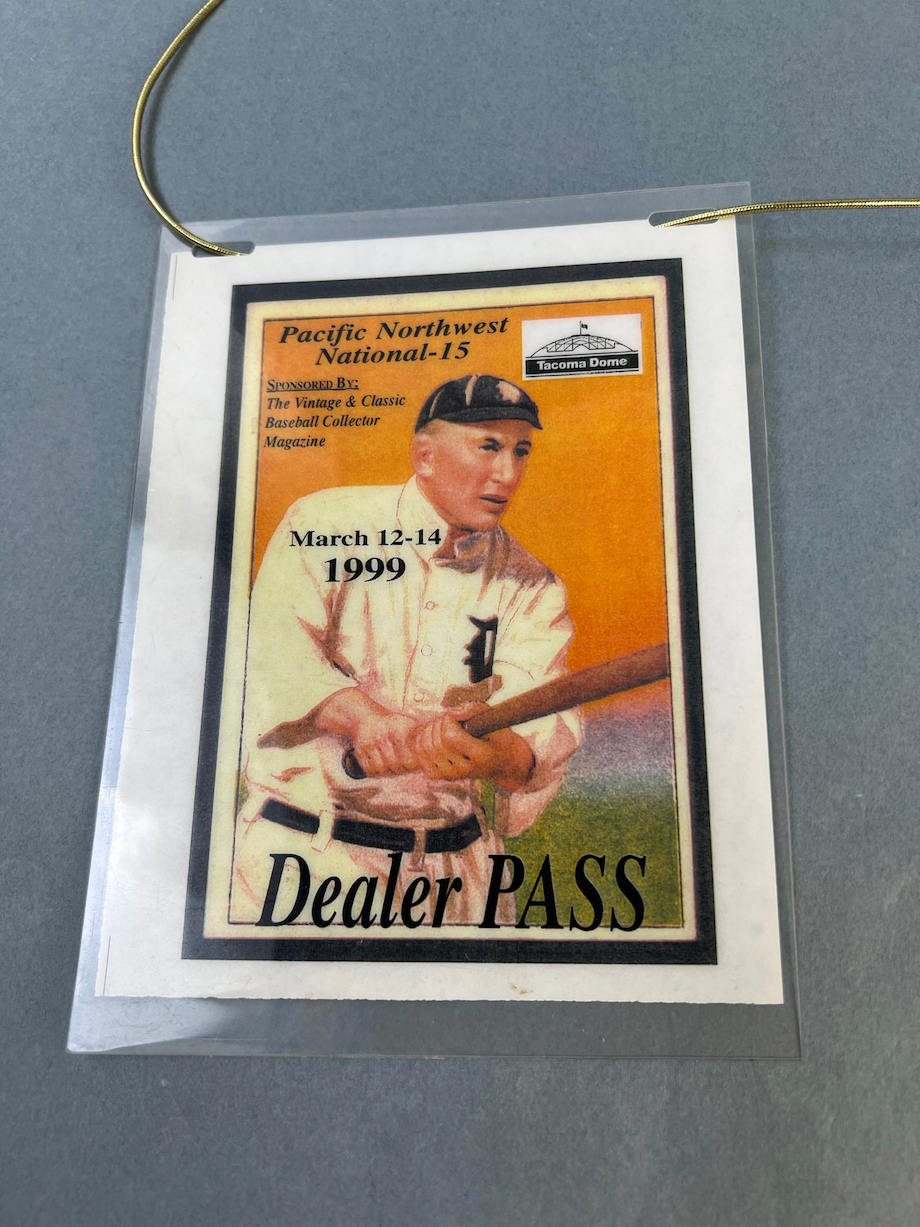 Pacific Northwest
National-15
Tacoma Dome
SPONSORED BY:
The Vintage & Classic
Baseball Collector
Magazine
March 12-14
1999
D
Dealer PASS